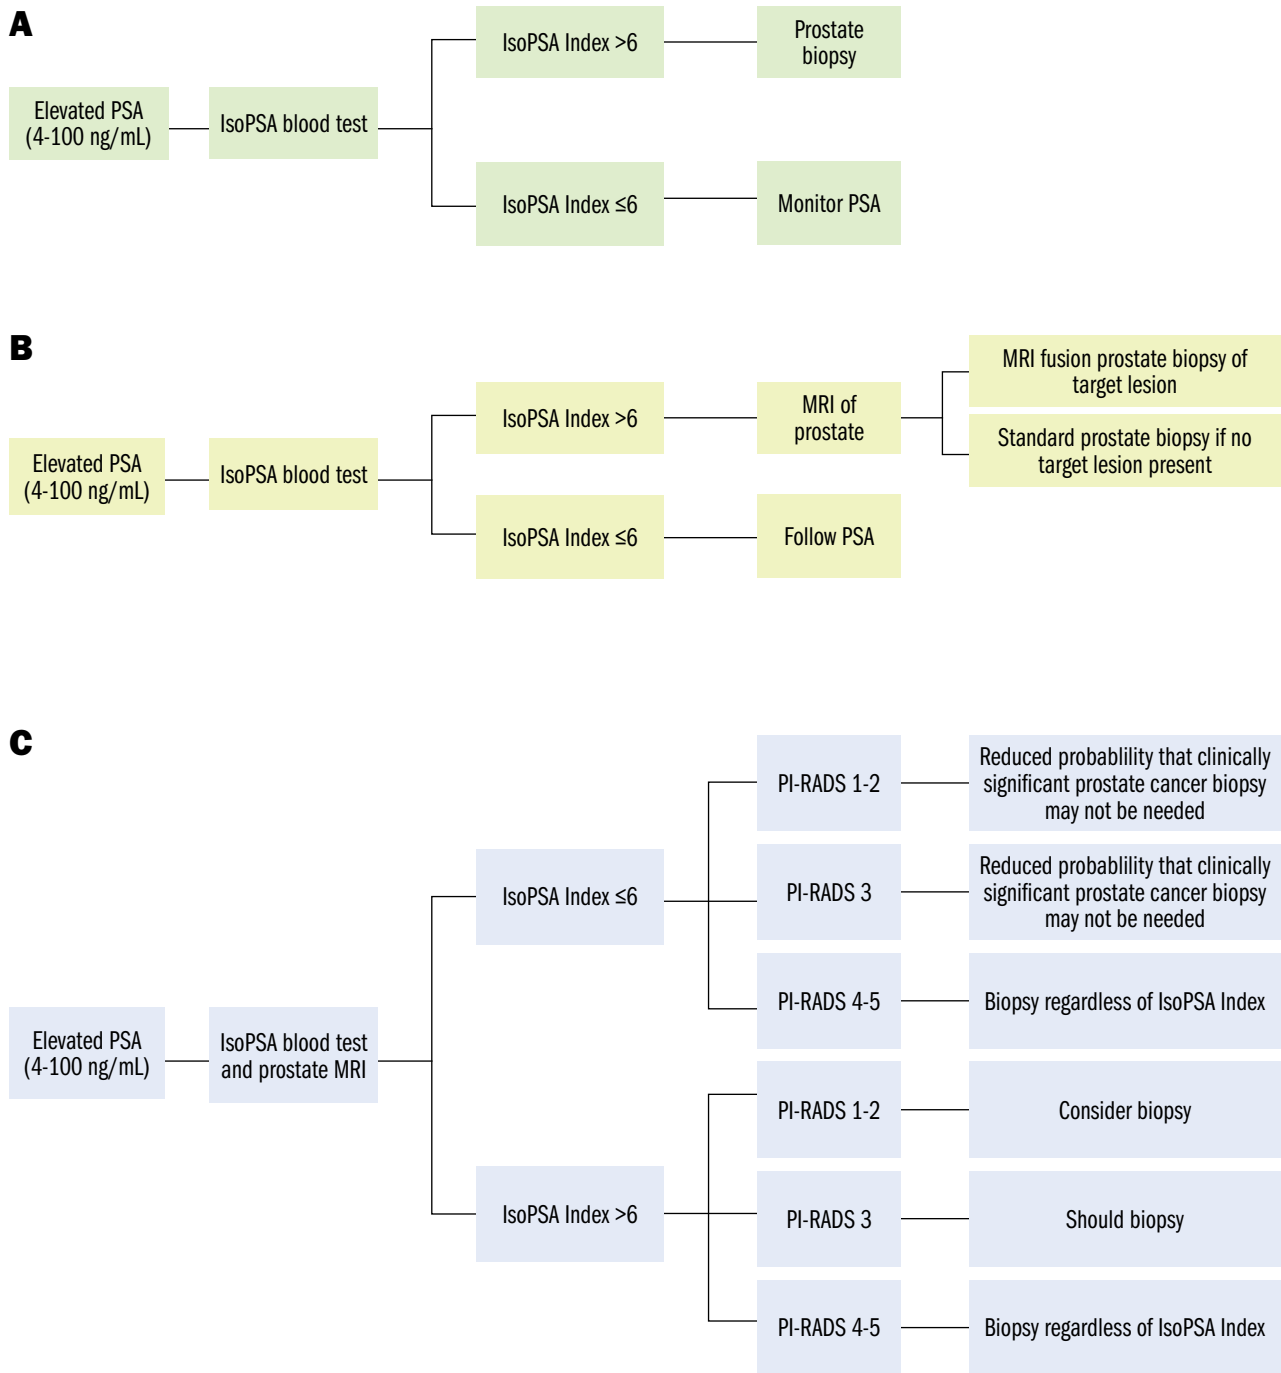 A
Elevated PSA
(4-100 ng/mL)
IsoPSA blood test
IsoPSA Index >6
Prostate
biopsy
IsoPSA Index ≤6
Monitor PSA
B
Elevated PSA
(4-100 ng/mL)
IsoPSA blood test
IsoPSA Index >6
MRI of
prostate
MRI fusion prostate biopsy of
target lesion
Standard prostate biopsy if no
target lesion present
IsoPSA Index ≤6
Follow PSA
C
Elevated PSA
(4-100 ng/mL)
IsoPSA blood test
and prostate MRI
IsoPSA Index ≤6
PI-RADS 1-2
Reduced probablility that clinically
significant prostate cancer biopsy
may not be needed
PI-RADS 3
Reduced probablility that clinically
significant prostate cancer biopsy
may not be needed
PI-RADS 4-5
Biopsy regardless of IsoPSA Index
IsoPSA Index >6
PI-RADS 1-2
Consider biopsy
PI-RADS 3
Should biopsy
PI-RADS 4-5
Biopsy regardless of IsoPSA Index